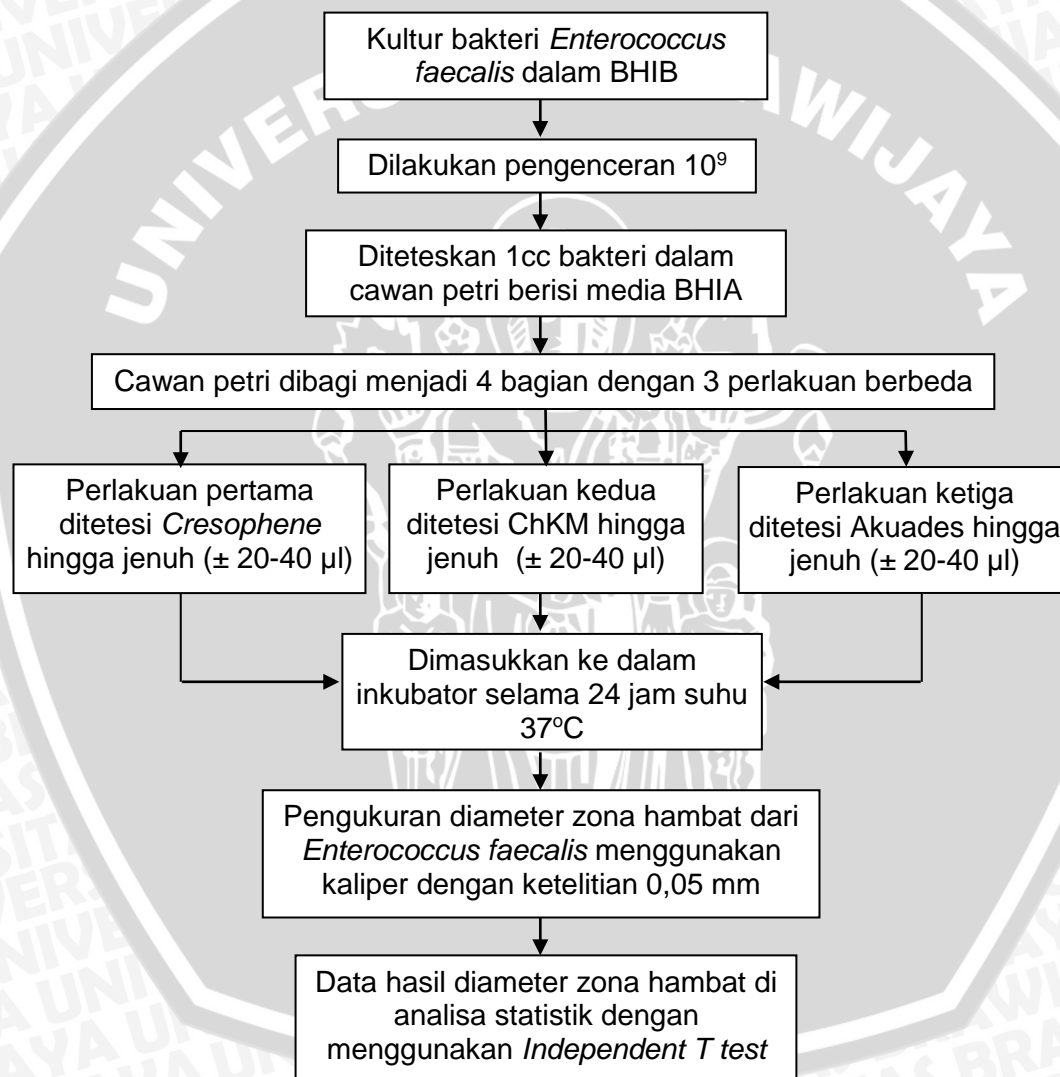 UNIVERSITAS BRAWIJAYA
Kultur bakteri Enterococcus
faecalis dalam BHIB
Dilakukan pengenceran 10⁹
Diteteskan 1cc bakteri dalam
cawan petri berisi media BHIA
Cawan petri dibagi menjadi 4 bagian dengan 3 perlakuan berbeda
Perlakuan pertama
ditetesi Cresophene
hingga jenuh (± 20-40 µl)
Perlakuan kedua
ditetesi ChKM hingga
jenuh (± 20-40 µl)
Perlakuan ketiga
ditetesi Akuades hingga
jenuh (± 20-40 µl)
Dimasukkan ke dalam
inkubator selama 24 jam suhu
37ºC
Pengukuran diameter zona hambat dari
Enterococcus faecalis menggunakan
kaliper dengan ketelitian 0,05 mm
Data hasil diameter zona hambat di
analisa statistik dengan
menggunakan Independent T test